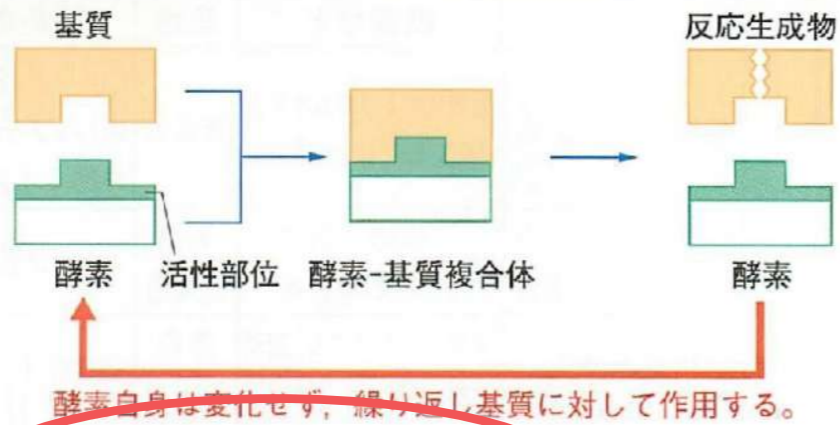 基質
反応生成物
酵素
活性部位
酵素-基質複合体
酵素
酵素自身は変化せず，繰り返し基質に対して作用する。